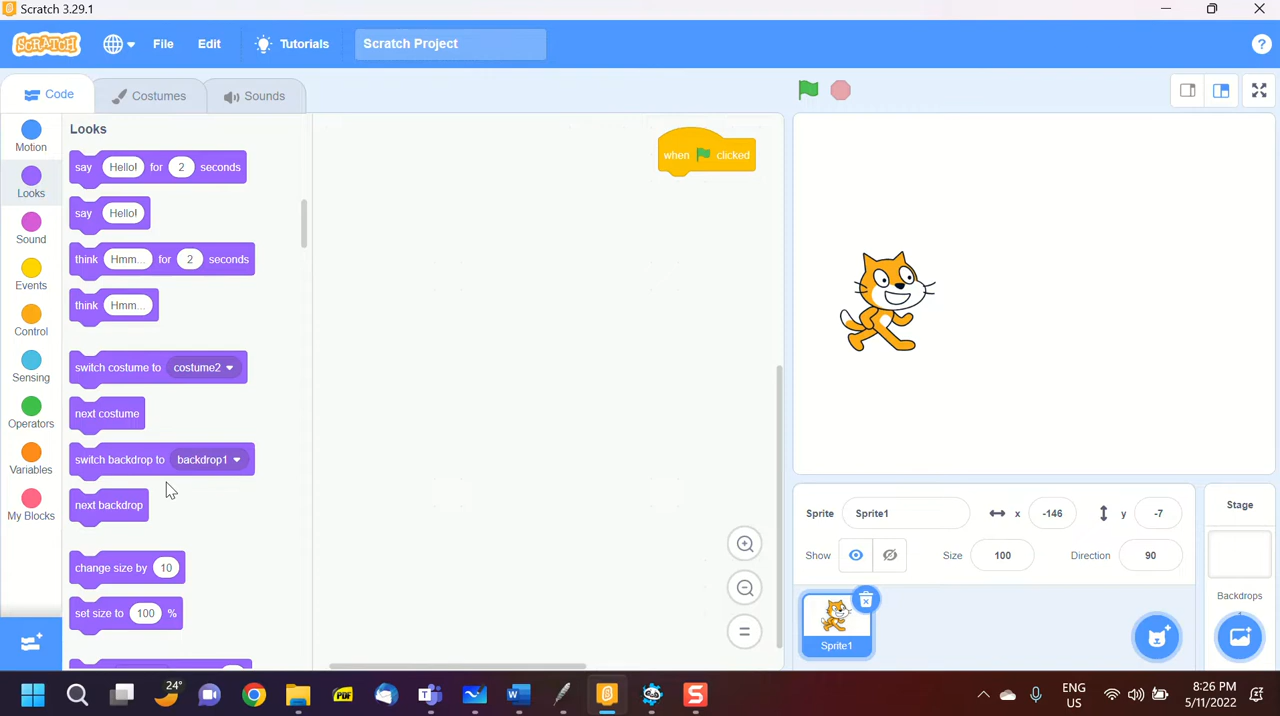 Scratch 3.29.1
SCRATCH
File
Edit
Tutorials
Scratch Project
?
Code
Costumes
Sounds
Motion
Looks
Sound
Events
Control
Sensing
Operators
Variables
My Blocks
Looks
say Hello! for 2 seconds
say Hello!
think Hmm... for 2 seconds
think Hmm...
switch costume to costume2
next costume
switch backdrop to backdrop1
next backdrop
change size by 10
set size to 100 %
when clicked
Sprite Sprite1 x -146 y -7
Show Size 100 Direction 90
Sprite1
Stage
Backdrops
24°
PDF
ENG
US
8:26 PM
5/11/2022